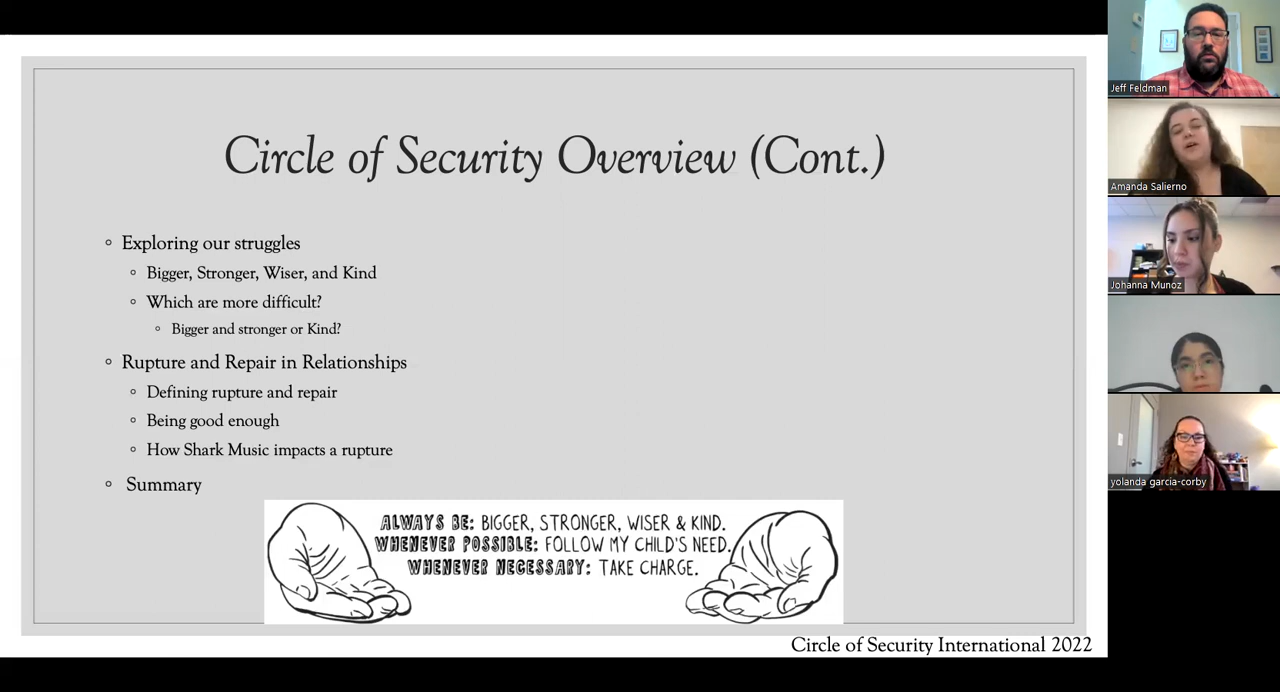 Circle of Security Overview (Cont.)
Exploring our struggles
Bigger, Stronger, Wiser, and Kind
Which are more difficult?
Bigger and stronger or Kind?
Rupture and Repair in Relationships
Defining rupture and repair
Being good enough
How Shark Music impacts a rupture
Summary
ALWAYS BE: BIGGER, STRONGER, WISER & KIND.
WHENEVER POSSIBLE: FOLLOW MY CHILD'S NEED.
WHENEVER NECESSARY: TAKE CHARGE.
Circle of Security International 2022
Jeff Feldman
Amanda Salierno
Johanna Munoz
yolanda garcia-corby